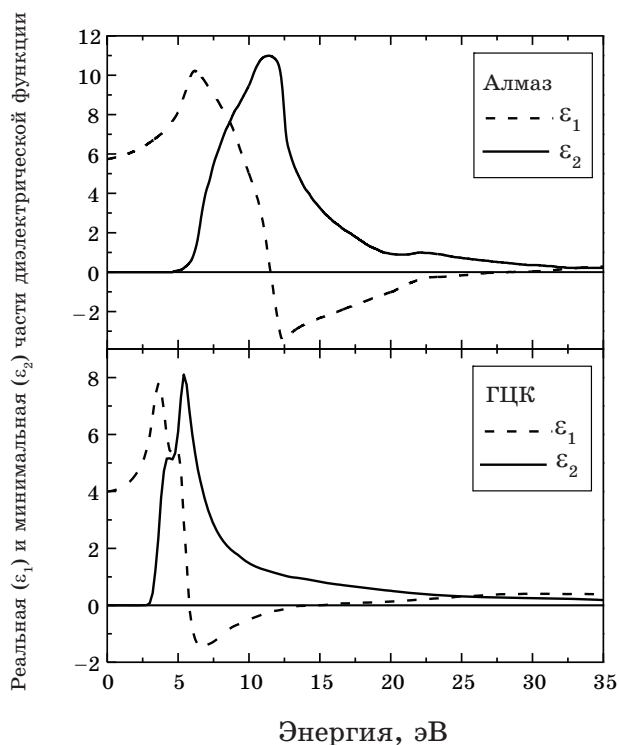 Реальная (ε₁) и минимальная (ε₂) части диэлектрической функции
12
10
8
6
4
2
0
−2
Алмаз
ε₁
ε₂
8
6
4
2
0
−2
ГЦК
ε₁
ε₂
0 5 10 15 20 25 30 35
Энергия, эВ